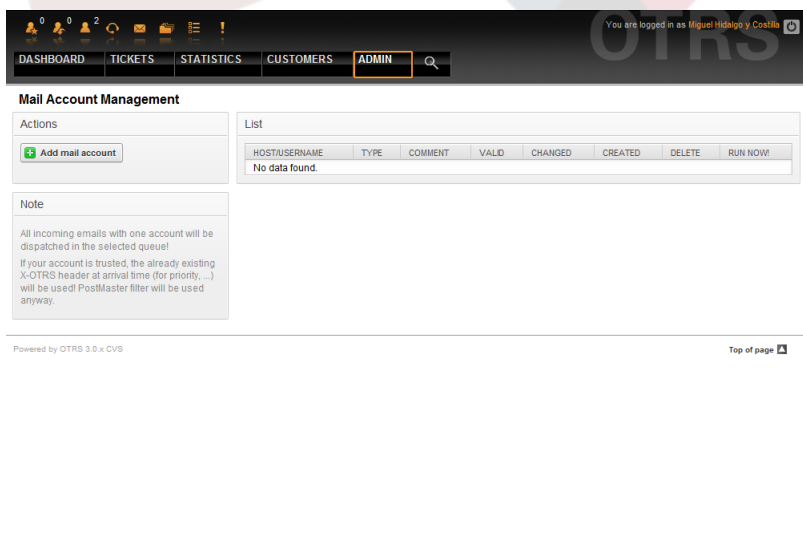 0 0 2
You are logged in as Miguel Hidalgo y Costilla
OTRS
DASHBOARD TICKETS STATISTICS CUSTOMERS ADMIN
Mail Account Management
Actions
Add mail account
List
HOST/USERNAME TYPE COMMENT VALID CHANGED CREATED DELETE RUN NOW!
No data found.
Note
All incoming emails with one account will be
dispatched in the selected queue!
If your account is trusted, the already existing
X-OTRS header at arrival time (for priority, ...)
will be used! PostMaster filter will be used
anyway.
Powered by OTRS 3.0.x CVS
Top of page